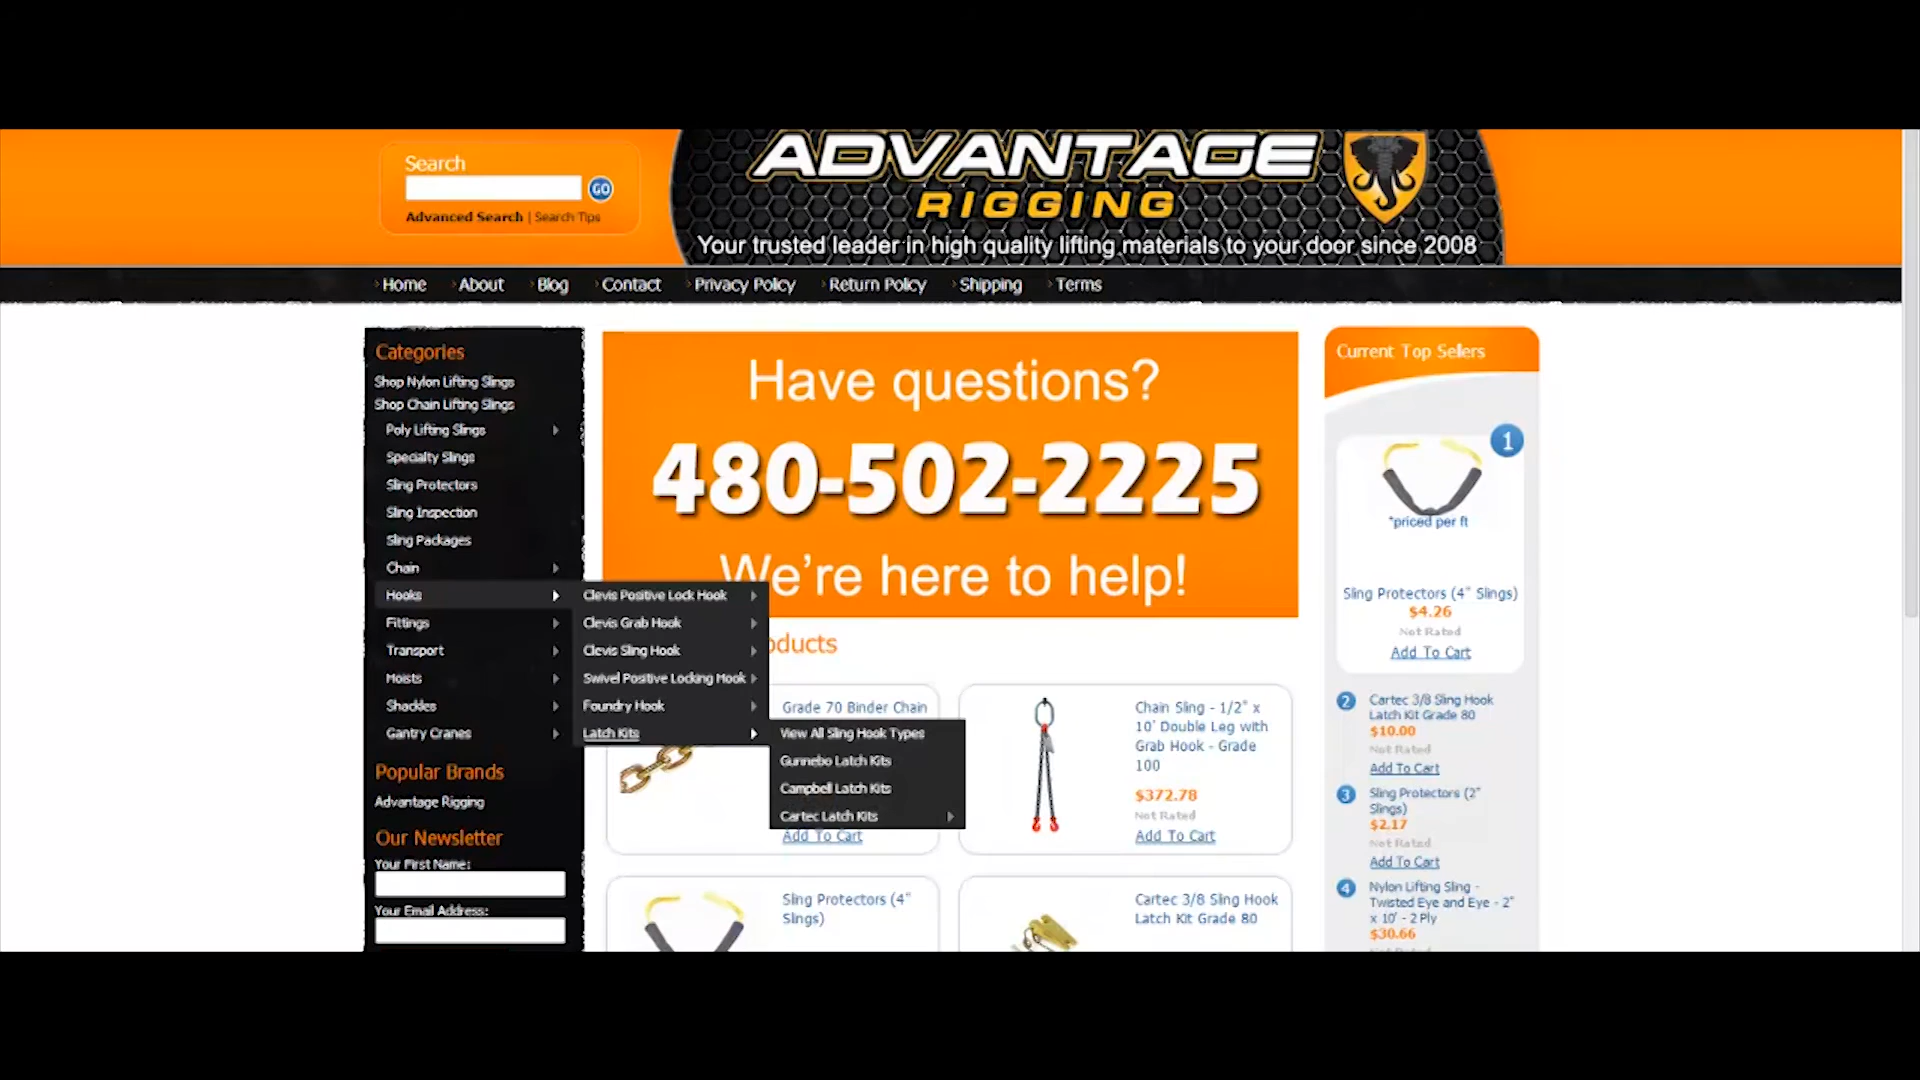 Search
GO
Advanced Search | Search Tips
ADVANTAGE
RIGGING
Your trusted leader in high quality lifting materials to your door since 2008
Home
About
Blog
Contact
Privacy Policy
Return Policy
Shipping
Terms
Categories
Shop Nylon Lifting Slings
Shop Chain Lifting Slings
Poly Lifting Slings
Specialty Slings
Sling Protectors
Sling Inspection
Sling Packages
Chain
Hooks
Fittings
Transport
Hoists
Shackles
Gantry Cranes
Clevis Positive Lock Hook
Clevis Grab Hook
Clevis Sling Hook
Swivel Positive Locking Hook
Foundry Hook
Latch Kits
View All Sling Hook Types
Gunnebo Latch Kits
Campbell Latch Kits
Cartec Latch Kits
Popular Brands
Advantage Rigging
Our Newsletter
Your First Name:
Your Email Address:
Have questions?
480-502-2225
We're here to help!
oducts
Grade 70 Binder Chain
Add To Cart
Chain Sling - 1/2" x
10' Double Leg with
Grab Hook - Grade
100
$372.78
Not Rated
Add To Cart
Sling Protectors (4"
Slings)
Cartec 3/8 Sling Hook
Latch Kit Grade 80
Current Top Sellers
1
*priced per ft
Sling Protectors (4" Slings)
$4.26
Not Rated
Add To Cart
2
Cartec 3/8 Sling Hook
Latch Kit Grade 80
$10.00
Not Rated
Add To Cart
3
Sling Protectors (2"
Slings)
$2.17
Not Rated
Add To Cart
4
Nylon Lifting Sling -
Twisted Eye and Eye - 2"
x 10' - 2 Ply
$30.66